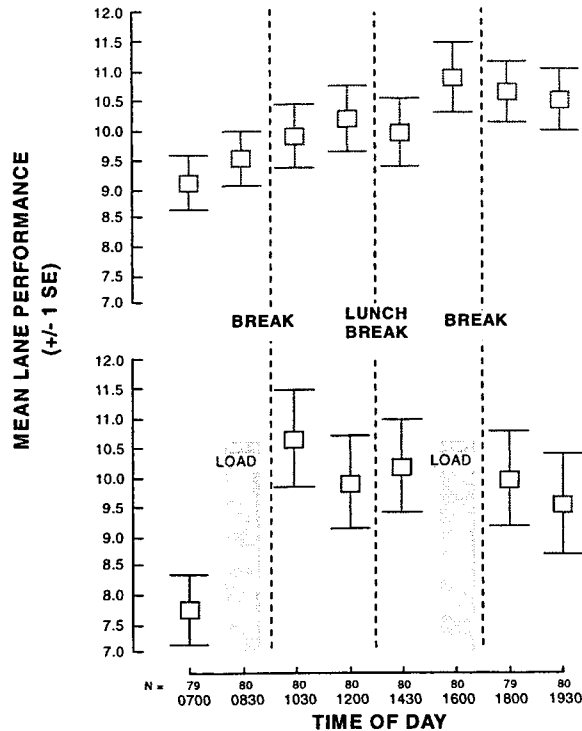 12.0
11.5
11.0
10.5
10.0
9.5
9.0
8.5
8.0
7.5
7.0
MEAN LANE PERFORMANCE
(+/- 1 SE)
BREAK
LUNCH
BREAK
BREAK
12.0
11.5
11.0
10.5
10.0
9.5
9.0
8.5
8.0
7.5
7.0
LOAD
LOAD
N = 79 80 80 80 80 80 79 80
0700 0830 1030 1200 1430 1600 1800 1930
TIME OF DAY